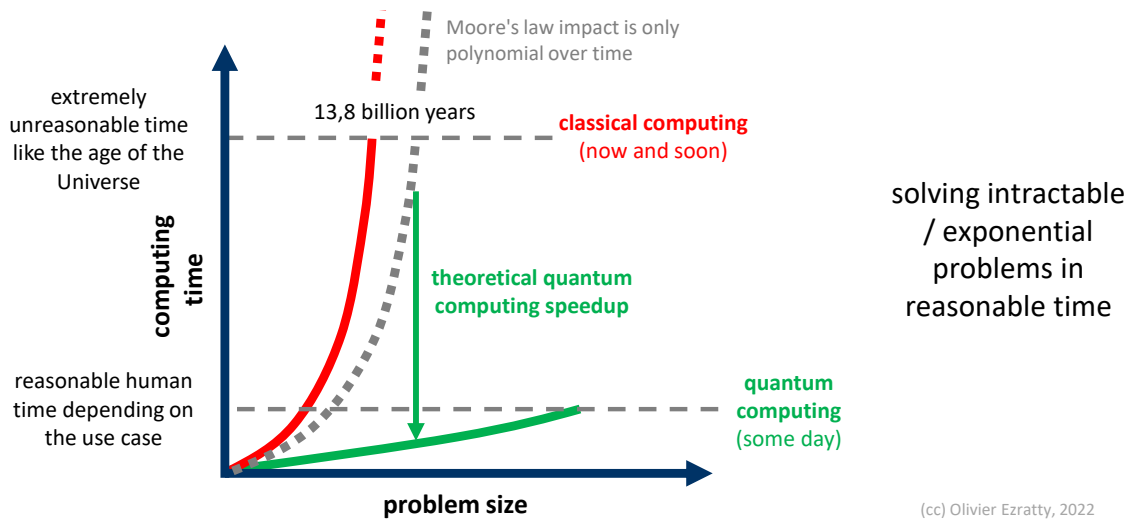 Moore's law impact is only
polynomial over time
extremely
unreasonable time
like the age of the
Universe
13,8 billion years
classical computing
(now and soon)
solving intractable
/ exponential
problems in
reasonable time
computing
time
theoretical quantum
computing speedup
reasonable human
time depending on
the use case
quantum
computing
(some day)
problem size
(cc) Olivier Ezratty, 2022